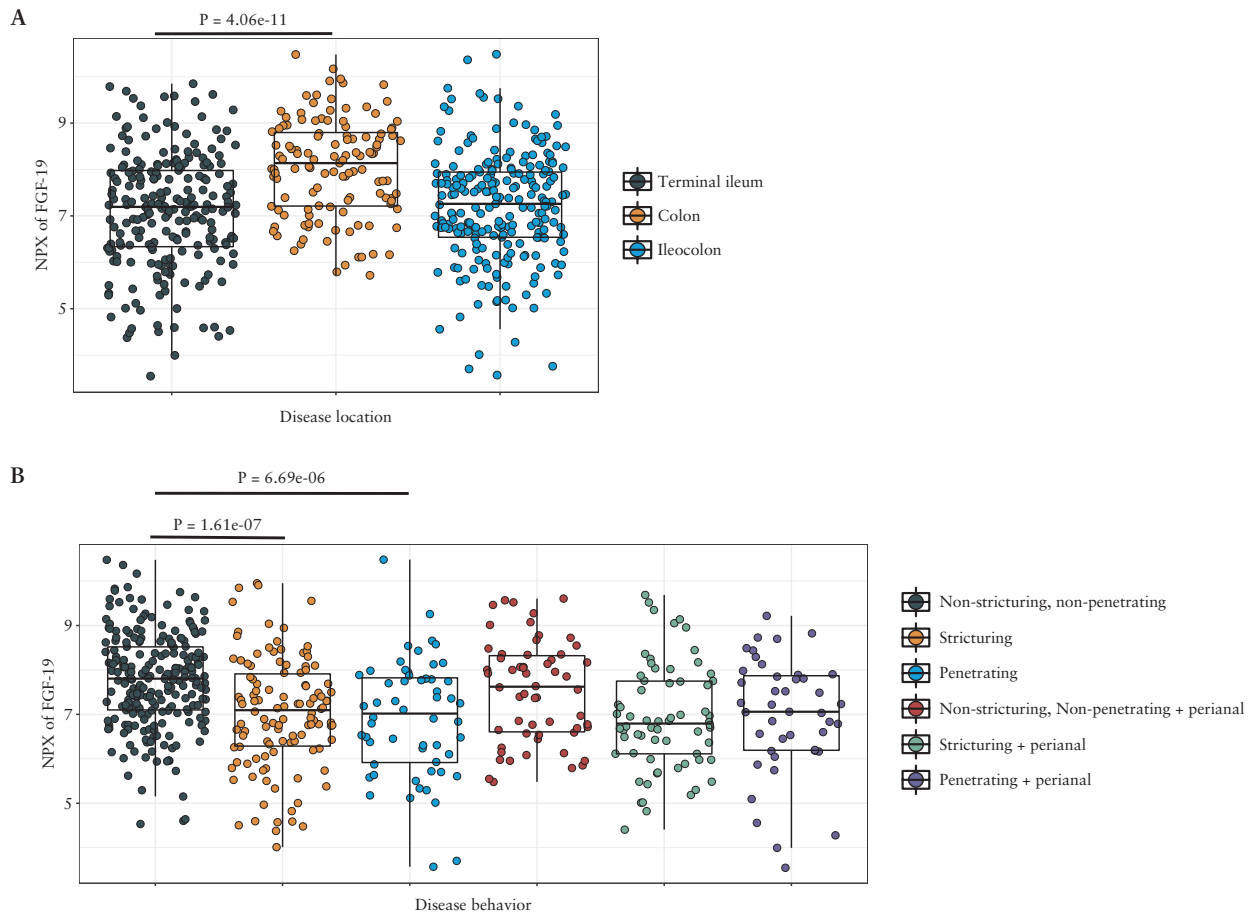 A
P = 4.06e-11
NPX of FGF-19
9
7
5
Disease location
Terminal ileum
Colon
Ileocolon
B
P = 6.69e-06
P = 1.61e-07
NPX of FGF-19
9
7
5
Disease behavior
Non-stricturing, non-penetrating
Stricturing
Penetrating
Non-stricturing, Non-penetrating + perianal
Stricturing + perianal
Penetrating + perianal